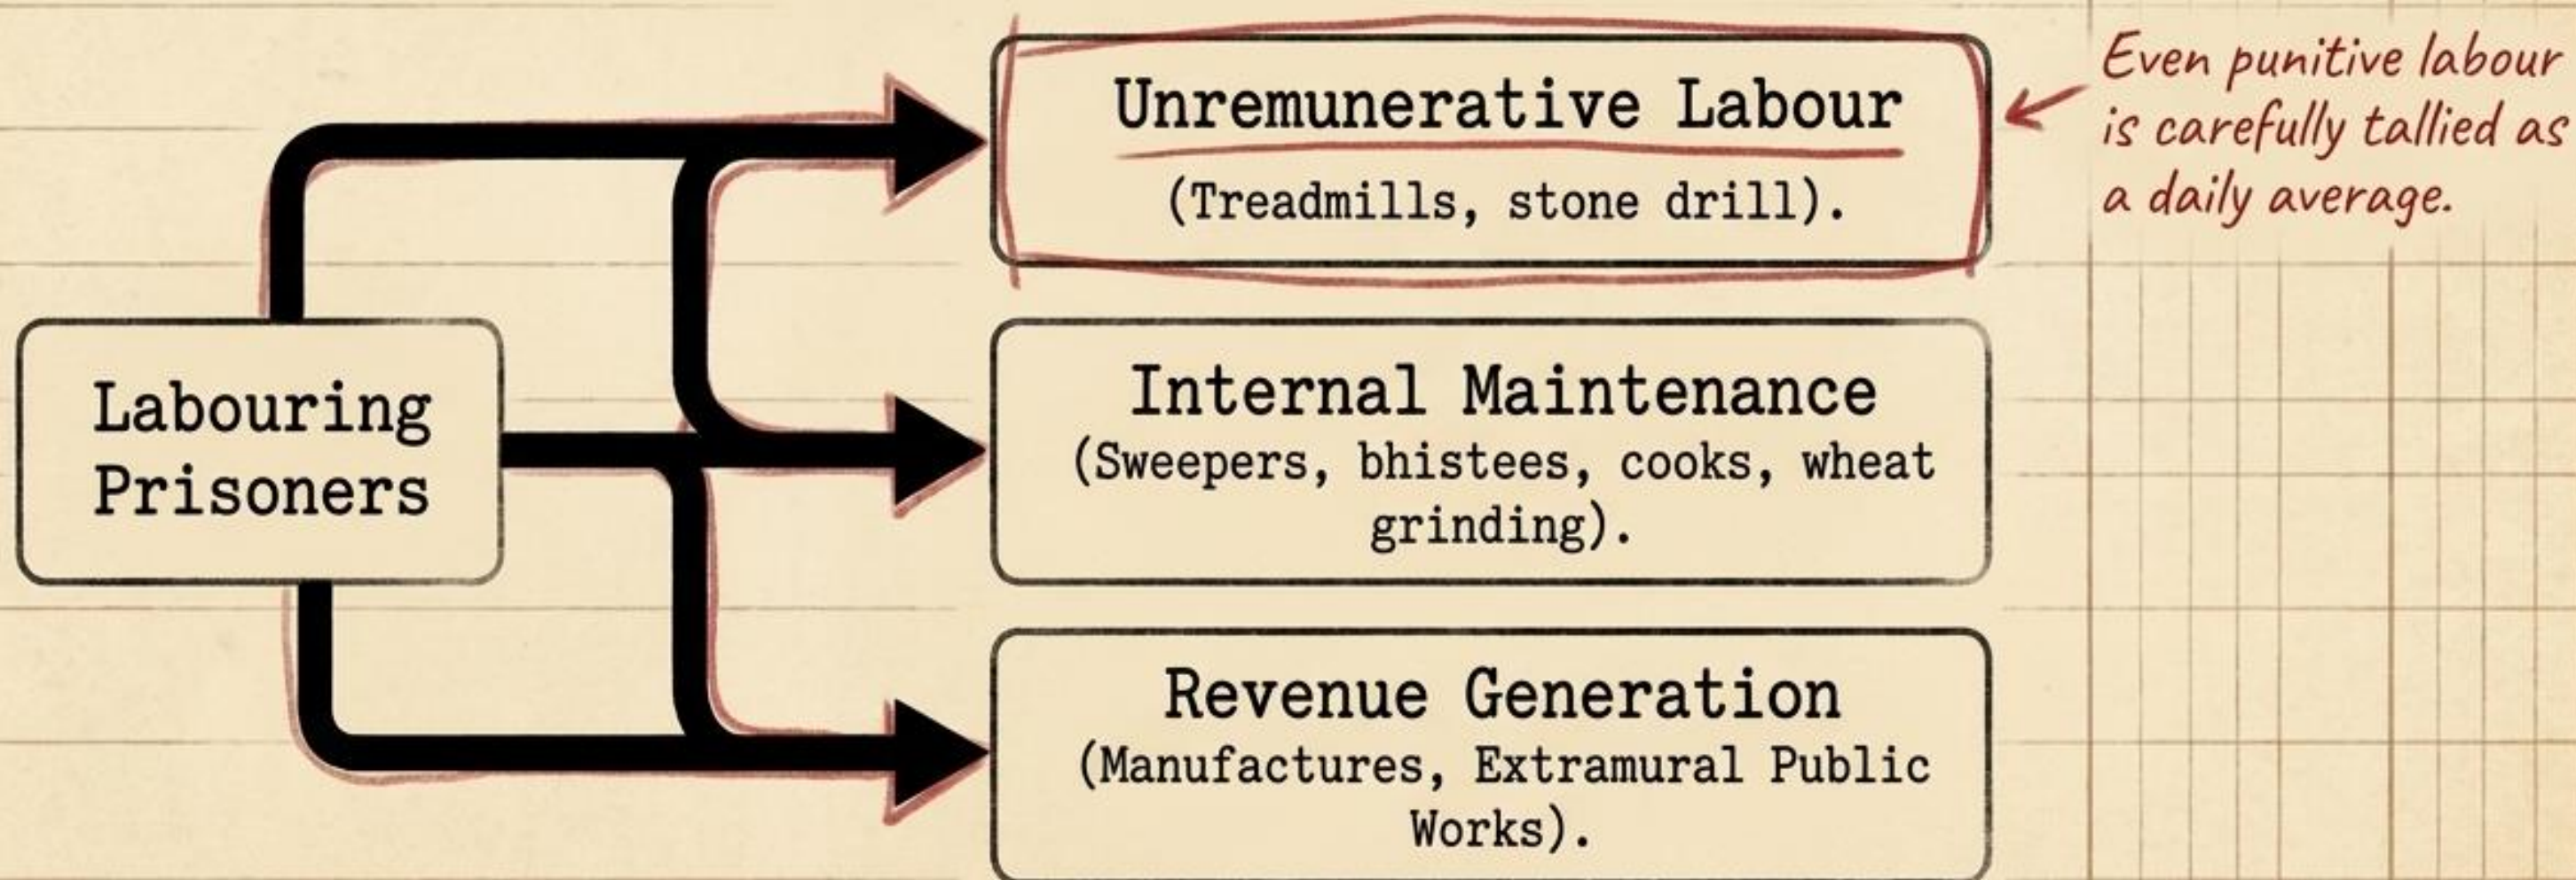 Labouring
Prisoners
Unremunerative Labour
(Treadmills, stone drill).
Even punitive labour
is carefully tallied as
a daily average.
Internal Maintenance
(Sweepers, bhistees, cooks, wheat
grinding).
Revenue Generation
(Manufactures, Extramural Public
Works).